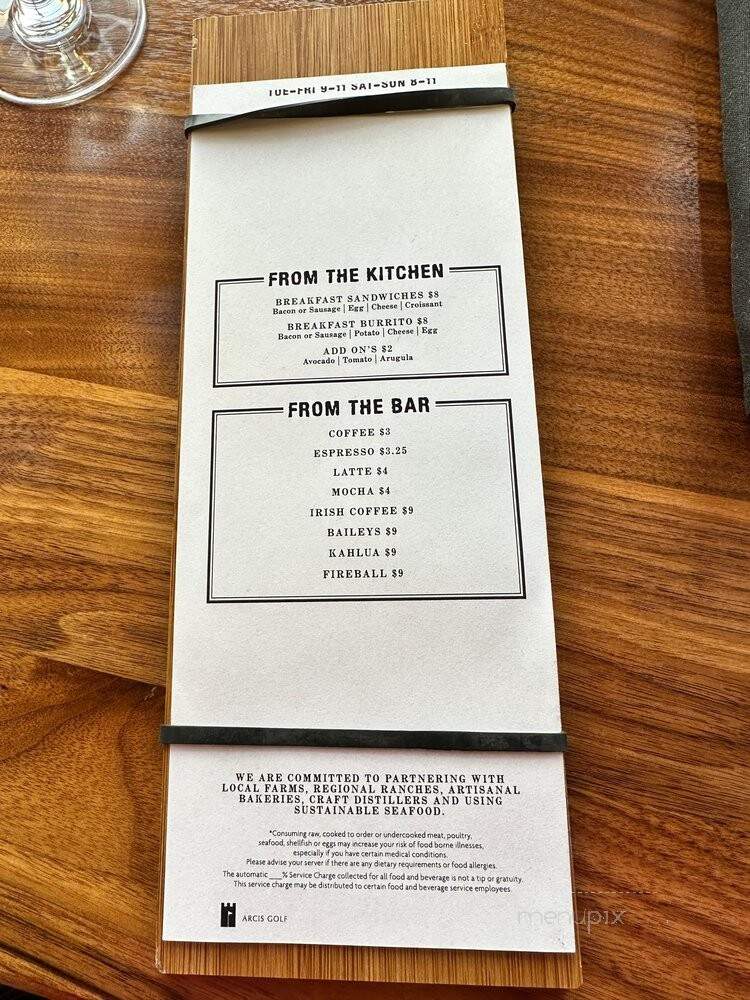 TUE-FRI 9-11 SAT-SUN 8-11
FROM THE KITCHEN
BREAKFAST SANDWICHES $8
Bacon or Sausage | Egg | Cheese | Croissant
BREAKFAST BURRITO $8
Bacon or Sausage | Potato | Cheese | Egg
ADD ON'S $2
Avocado | Tomato | Arugula
FROM THE BAR
COFFEE $3
ESPRESSO $3.25
LATTE $4
MOCHA $4
IRISH COFFEE $9
BAILEYS $9
KAHLUA $9
FIREBALL $9
WE ARE COMMITTED TO PARTNERING WITH
LOCAL FARMS, REGIONAL RANCHES, ARTISANAL
BAKERIES, CRAFT DISTILLERS AND USING
SUSTAINABLE SEAFOOD.
*Consuming raw, cooked to order or undercooked meat, poultry,
seafood, shellfish or eggs may increase your risk of food borne illnesses,
especially if you have certain medical conditions.
Please advise your server if there are any dietary requirements or food allergies.
The automatic ___% Service Charge collected for all food and beverage is not a tip or gratuity.
This service charge may be distributed to certain food and beverage service employees.
ARCIS GOLF
menupix